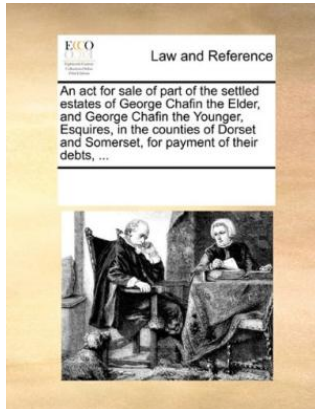 ECCO
Law and Reference
An act for sale of part of the settled
estates of George Chafin the Elder,
and George Chafin the Younger,
Esquires, in the counties of Dorset
and Somerset, for payment of their
debts, ...